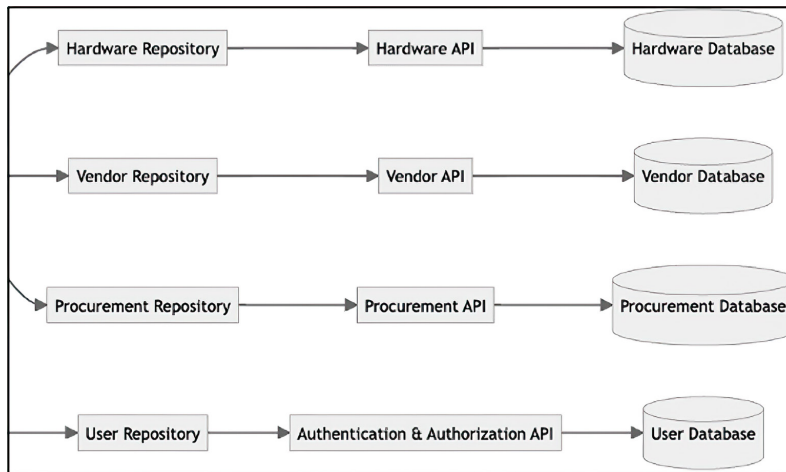 Hardware Repository Hardware API Hardware Database
Vendor Repository Vendor API Vendor Database
Procurement Repository Procurement API Procurement Database
User Repository Authentication & Authorization API User Database